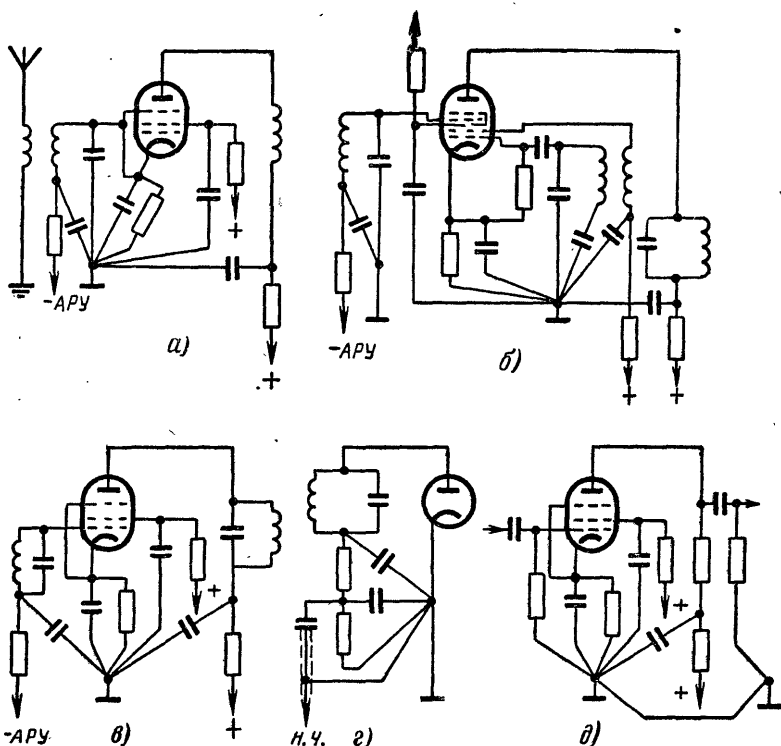 -АРУ
+
+
а)
-АРУ
б)
+
+
-АРУ
в)
+
+
н.ч.
г)
+
+
д)